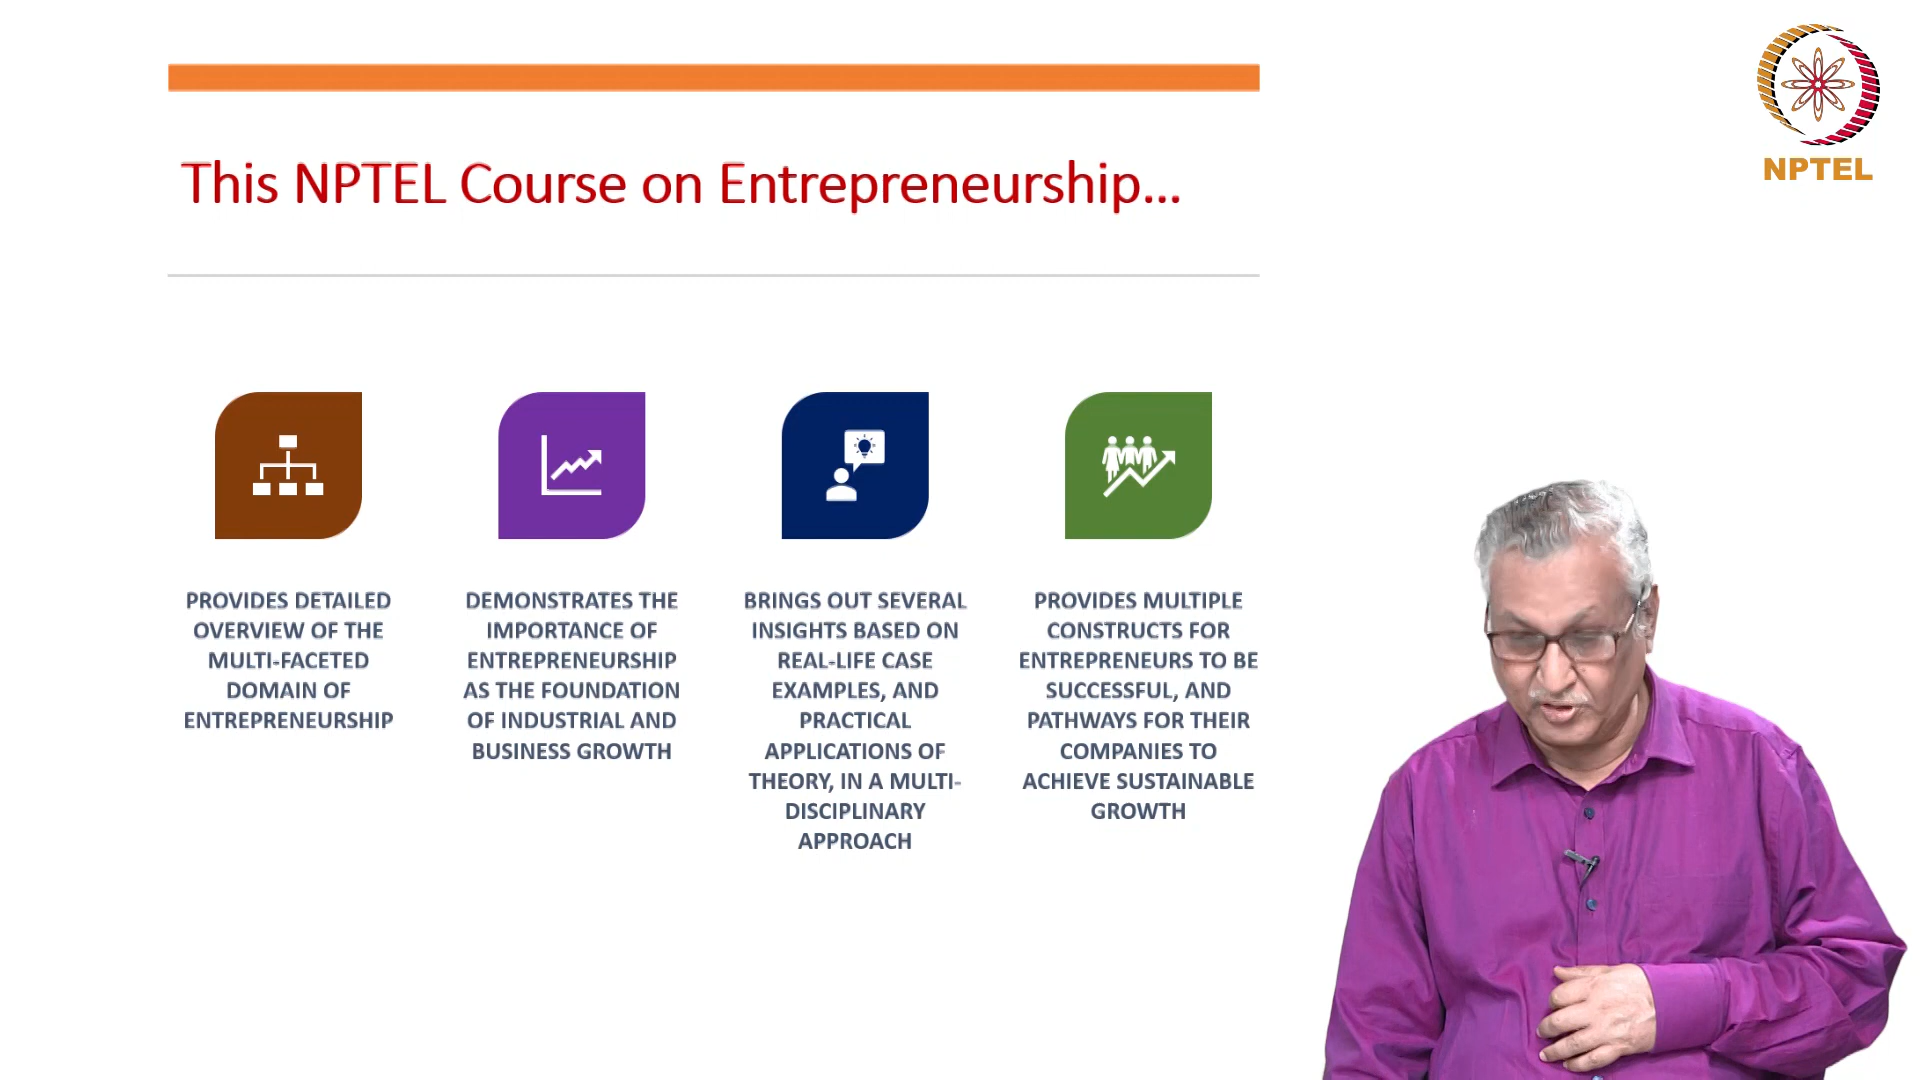 This NPTEL Course on Entrepreneurship...
NPTEL
PROVIDES DETAILED
OVERVIEW OF THE
MULTI-FACETED
DOMAIN OF
ENTREPRENEURSHIP
DEMONSTRATES THE
IMPORTANCE OF
ENTREPRENEURSHIP
AS THE FOUNDATION
OF INDUSTRIAL AND
BUSINESS GROWTH
BRINGS OUT SEVERAL
INSIGHTS BASED ON
REAL-LIFE CASE
EXAMPLES, AND
PRACTICAL
APPLICATIONS OF
THEORY, IN A MULTI-
DISCIPLINARY
APPROACH
PROVIDES MULTIPLE
CONSTRUCTS FOR
ENTREPRENEURS TO BE
SUCCESSFUL, AND
PATHWAYS FOR THEIR
COMPANIES TO
ACHIEVE SUSTAINABLE
GROWTH